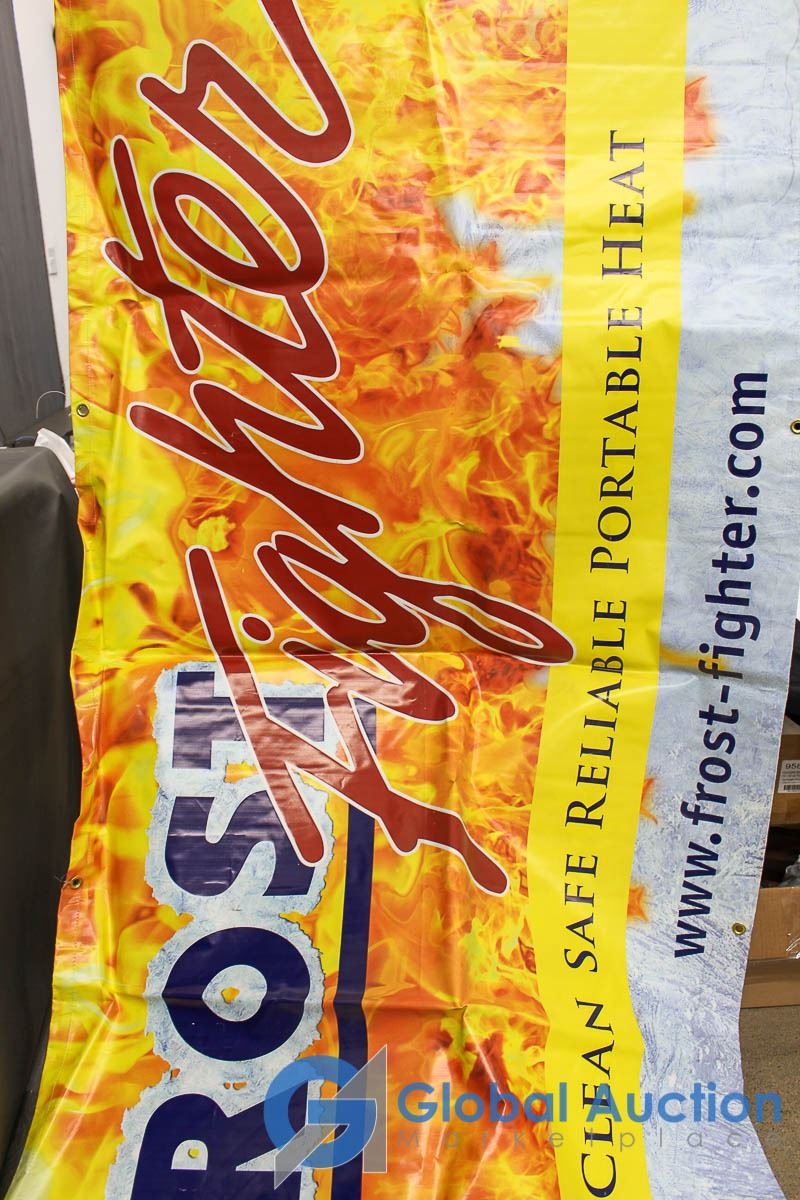 ROST
Fighter
CLEAN SAFE RELIABLE PORTABLE HEAT
www.frost-fighter.com
Global Auction
Marketplace